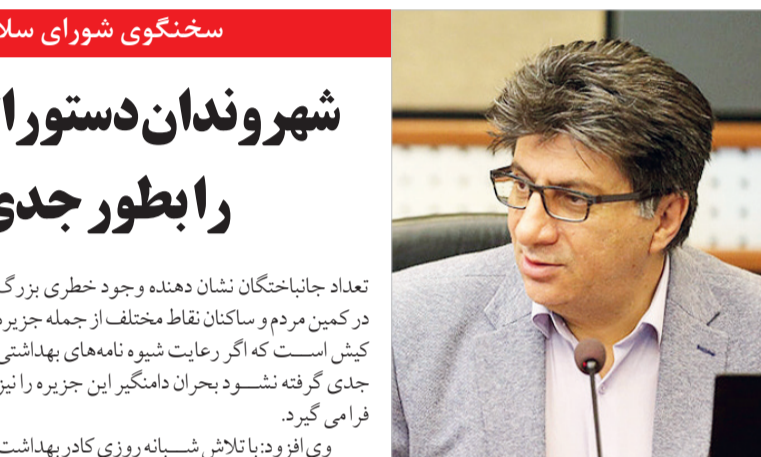 سخنگوی شورای سلا
شهروندان دستورا
را بطور جدی
تعداد جانباختگان نشان دهنده وجود خطری بزرگ
در کمین مردم و ساکنان نقاط مختلف از جمله جزیره
کیش است که اگر رعایت شیوه نامه‌های بهداشتی
جدی گرفته نشود بحران دامنگیر این جزیره را نیز
فرا می گیرد.
وی افزود: با تلاش شبانه روزی کادر بهداشت